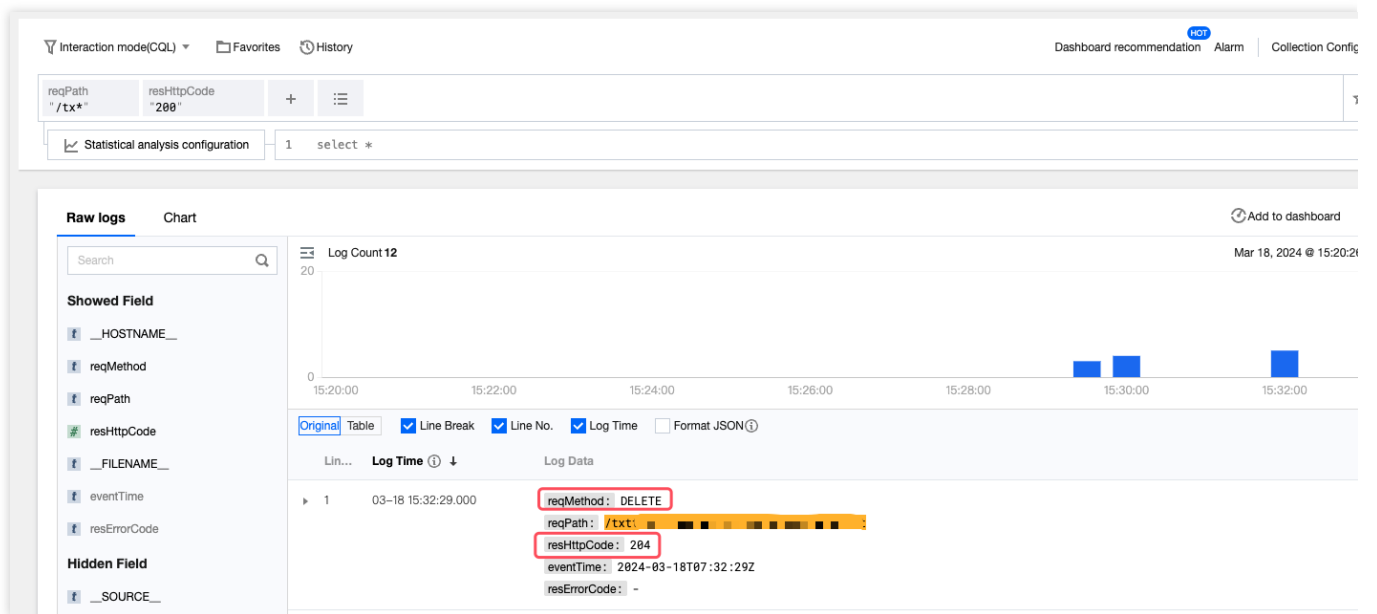 HOT
Interaction mode(CQL) Favorites History Dashboard recommendation Alarm Collection Config
reqPath resHttpCode
"/tx*" "200" +
Statistical analysis configuration 1 select *
Raw logs Chart Add to dashboard
Search Log Count 12 Mar 18, 2024 @ 15:20:26
20
Showed Field
t __HOSTNAME__
t reqMethod
0
15:20:00 15:22:00 15:24:00 15:26:00 15:28:00 15:30:00 15:32:00
t reqPath
Original Table Line Break Line No. Log Time Format JSON
# resHttpCode
t __FILENAME__ Lin... Log Time ↓ Log Data
t eventTime 1 03-18 15:32:29.000 reqMethod: DELETE
t resErrorCode reqPath: /txt
resHttpCode: 204
Hidden Field eventTime: 2024-03-18T07:32:29Z
t __SOURCE__ resErrorCode: -